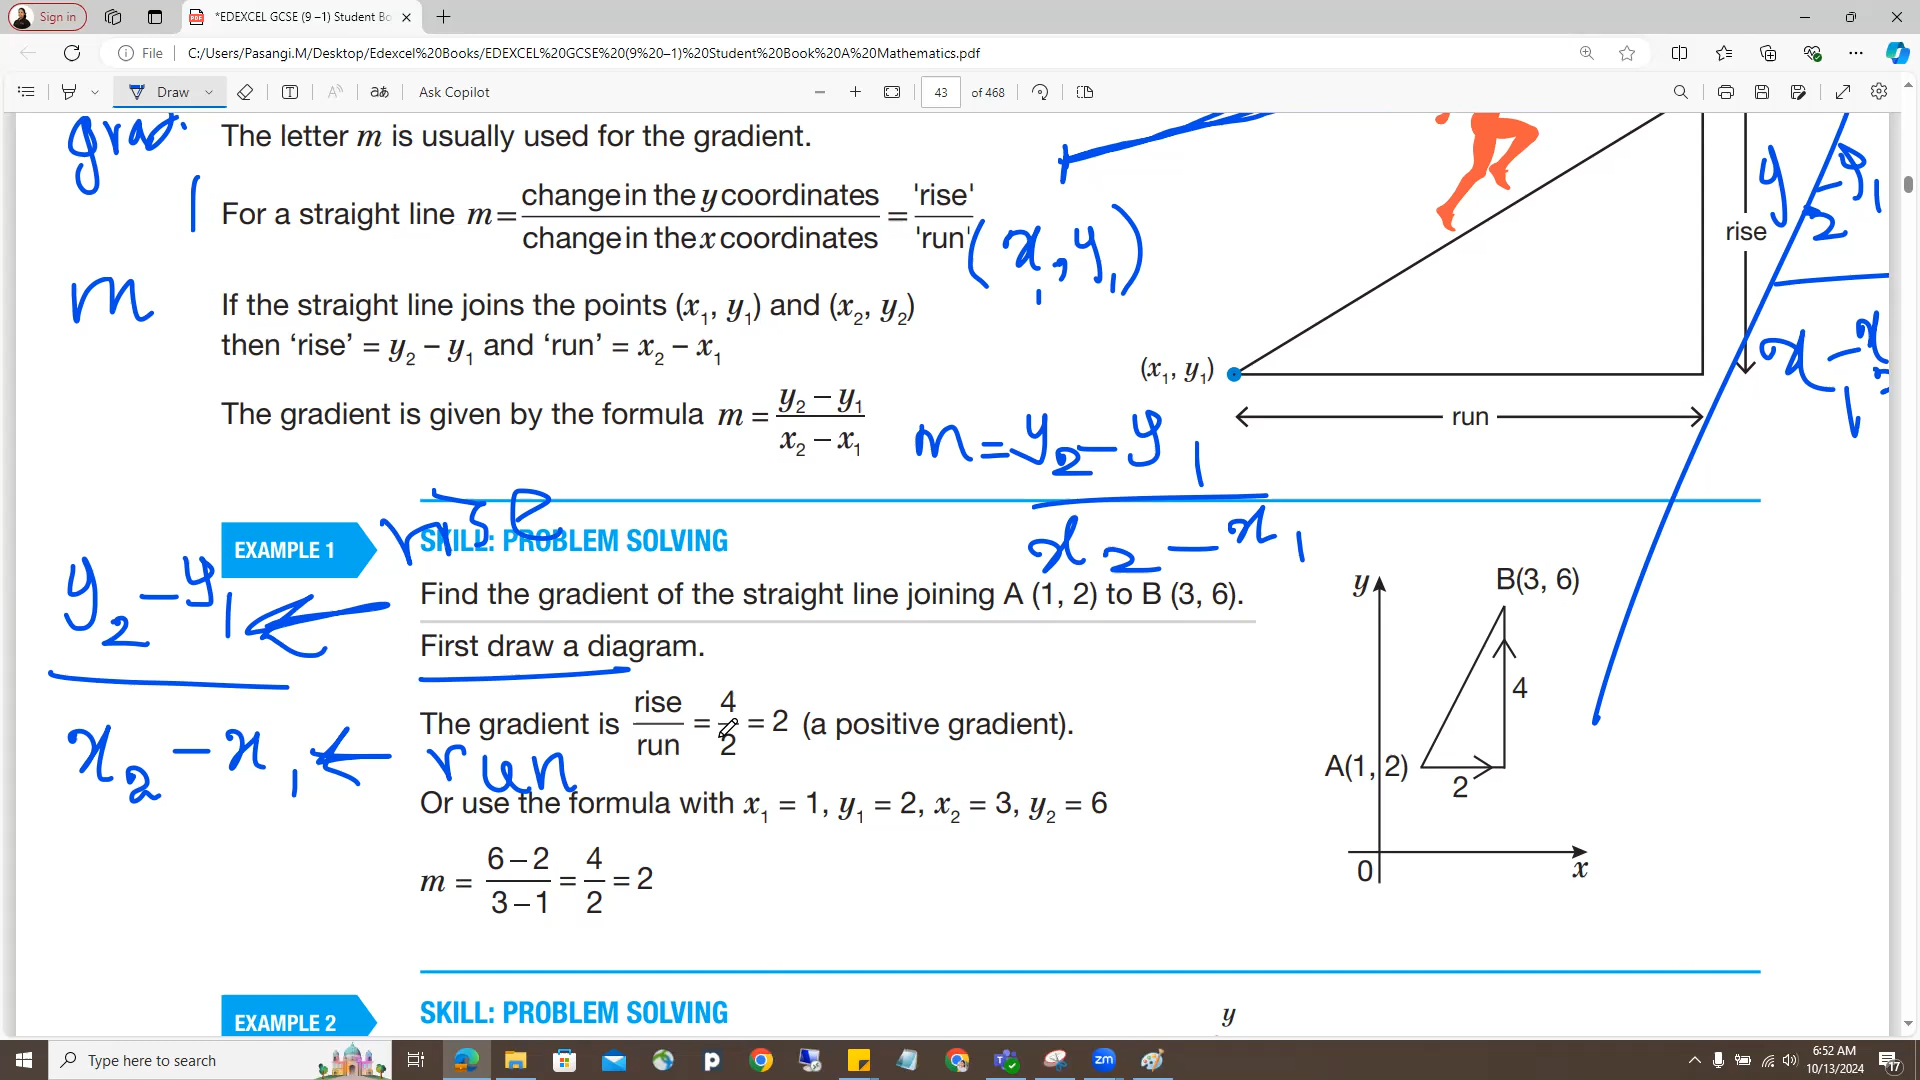 Sign in
*EDEXCEL GCSE (9 –1) Student Bo
File
C:/Users/Pasangi.M/Desktop/Edexcel%20Books/EDEXCEL%20GCSE%20(9%20–1)%20Student%20Book%20A%20Mathematics.pdf
Draw
aあ
Ask Copilot
43
of 468
grad.
The letter m is usually used for the gradient.
1
For a straight line m = change in the y coordinates / change in the x coordinates = 'rise' / 'run'
(x₁, y₁)
y₂ – y₁
rise
m
If the straight line joins the points (x₁, y₁) and (x₂, y₂)
then ‘rise’ = y₂ – y₁ and ‘run’ = x₂ – x₁
(x₁, y₁)
run
The gradient is given by the formula m = y₂ – y₁ / x₂ – x₁
m = y₂ – y₁ / x₂ – x₁
rise
EXAMPLE 1
SKILL: PROBLEM SOLVING
y₂ – y₁
Find the gradient of the straight line joining A (1, 2) to B (3, 6).
First draw a diagram.
The gradient is rise / run = 4 / 2 = 2 (a positive gradient).
x₂ – x₁
run
Or use the formula with x₁ = 1, y₁ = 2, x₂ = 3, y₂ = 6
m = 6 – 2 / 3 – 1 = 4 / 2 = 2
y
B(3, 6)
4
A(1, 2)
2
0
x
EXAMPLE 2
SKILL: PROBLEM SOLVING
y
Type here to search
zm
6:52 AM
10/13/2024
17